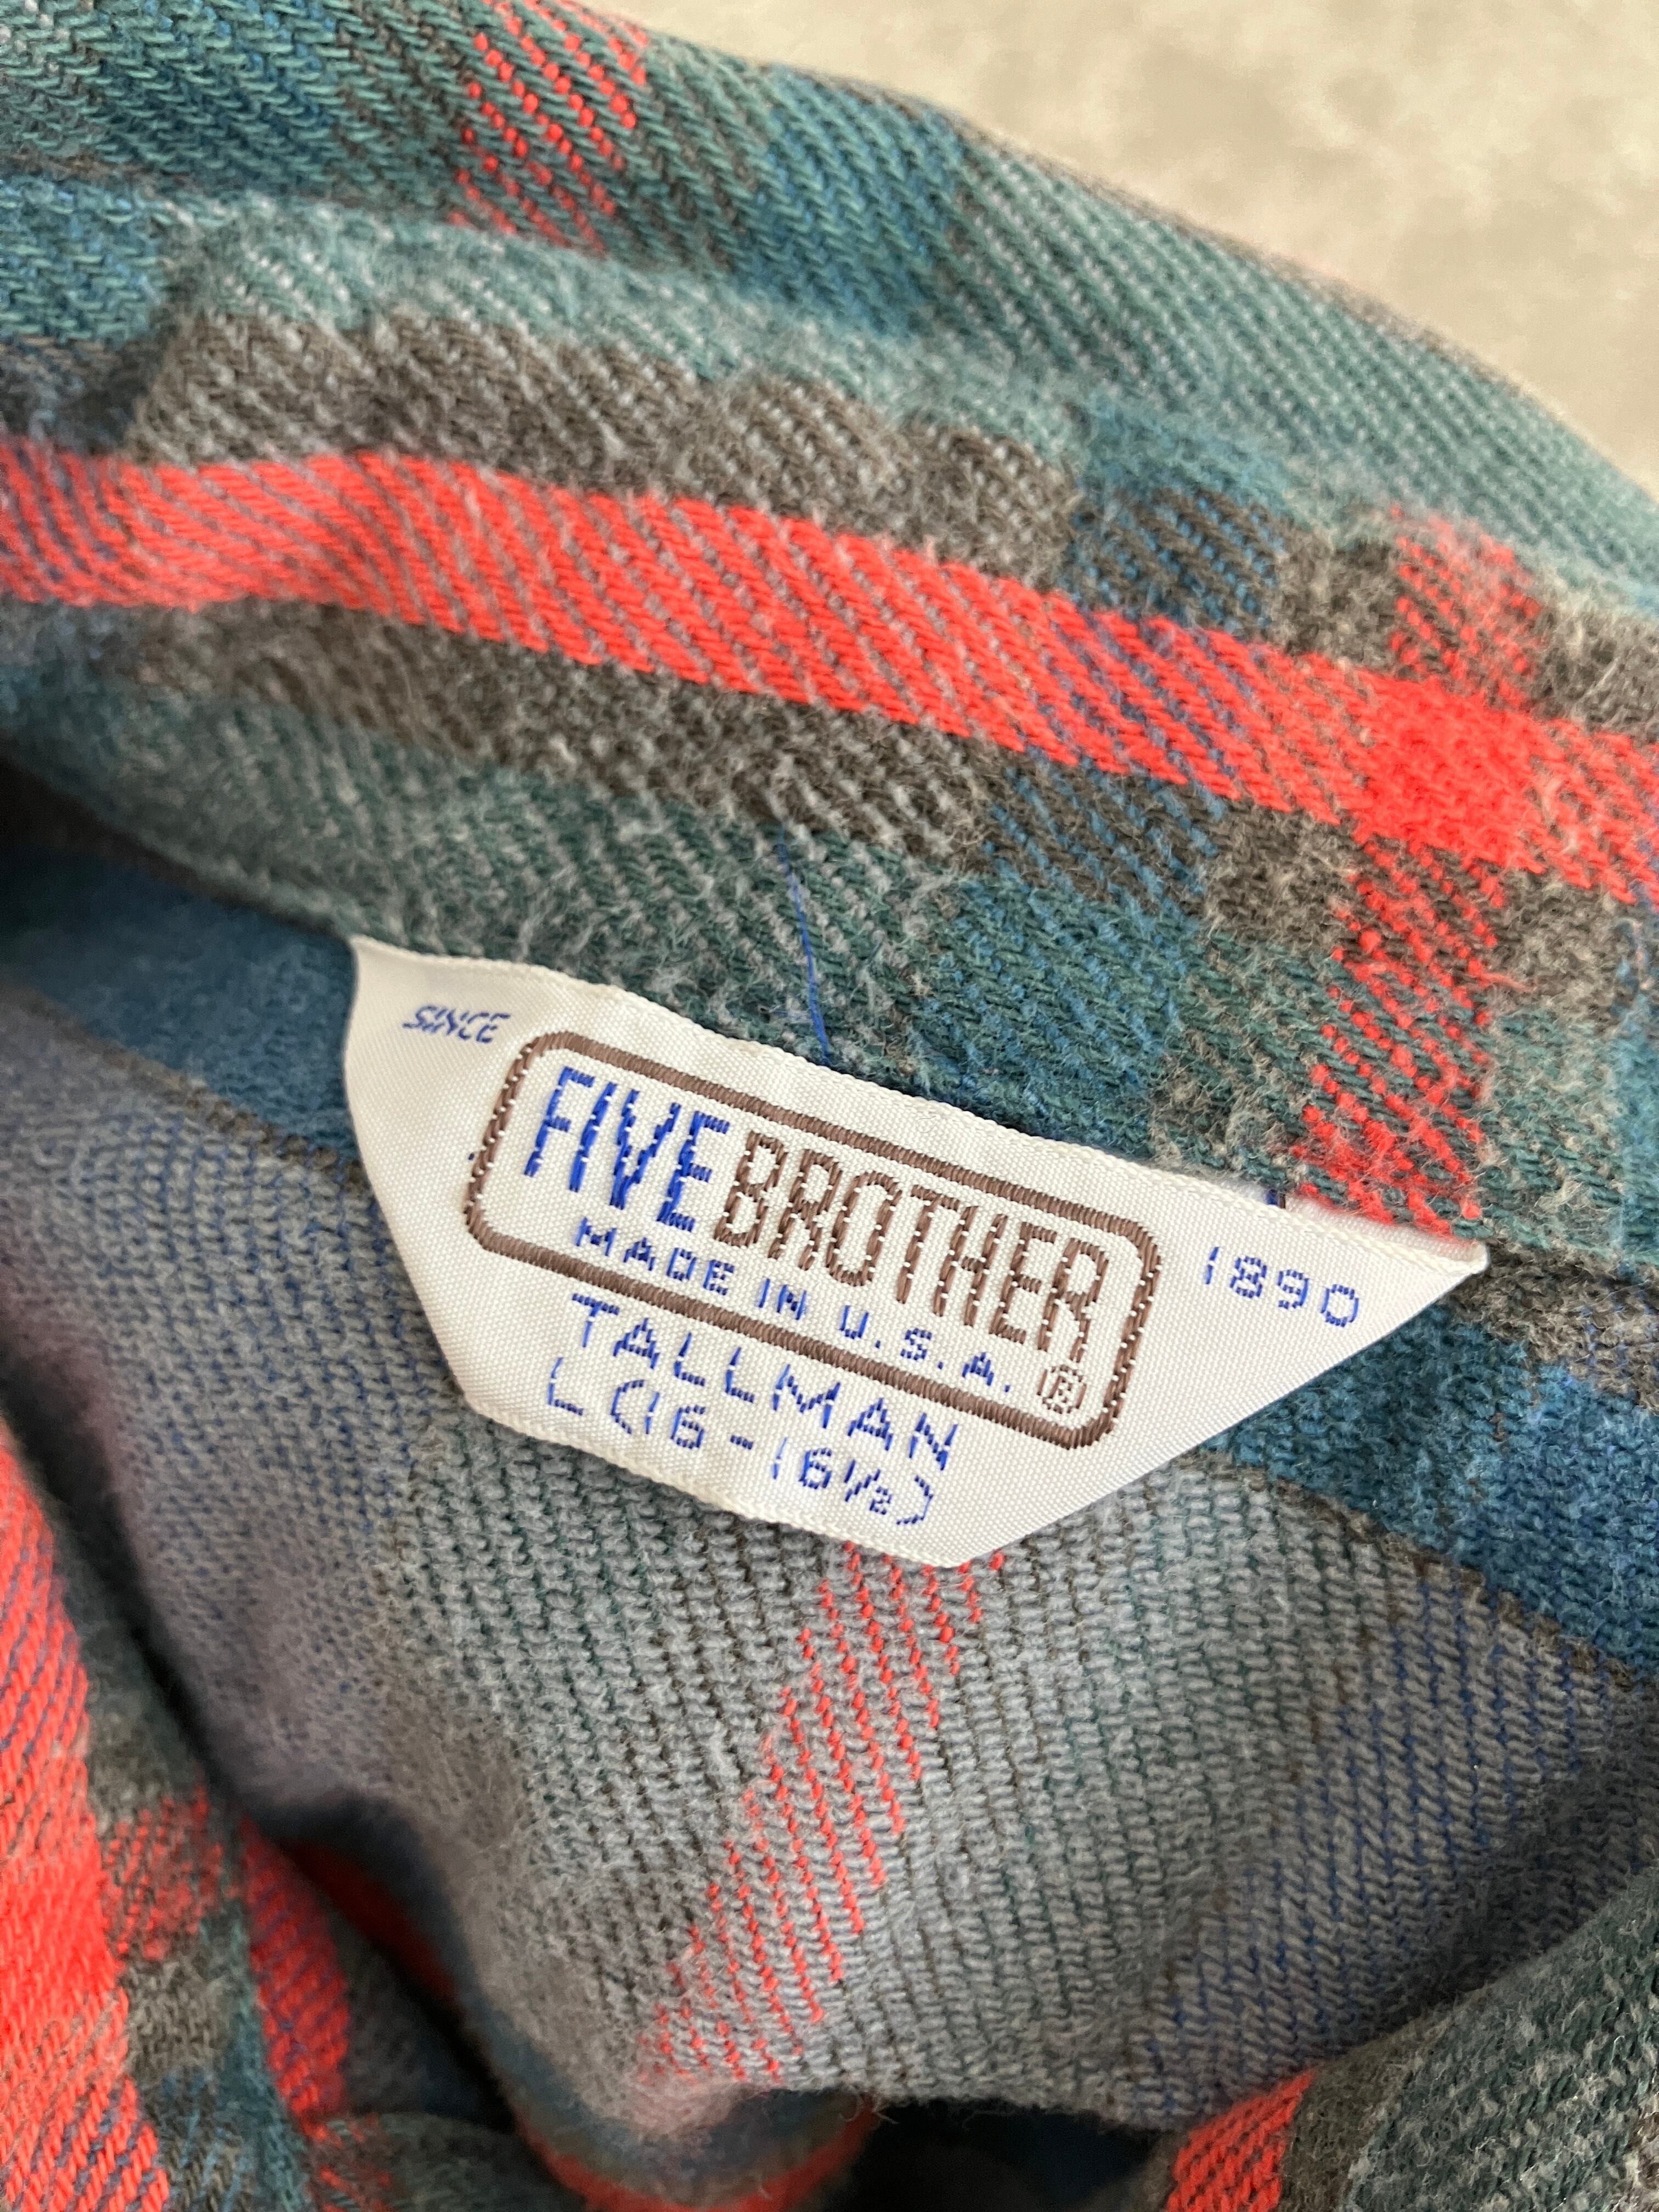 SINCE
FIVE BROTHER
MADE IN U.S.A. ®
1890
TALLMAN
L (16-16½)